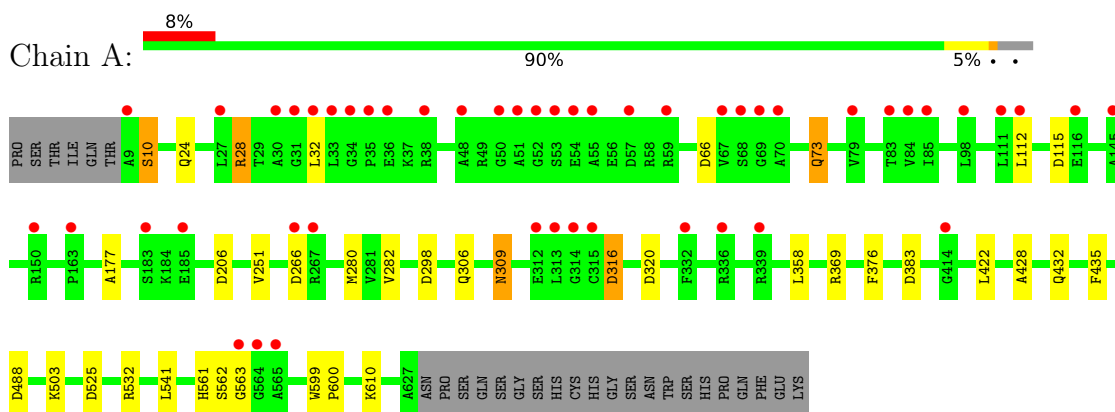 8%
Chain A:
90% 5% • •
PRO SER THR ILE GLN THR A9 S10 Q24 L27 R28 T29 A30 G31 L32 L33 G34 P35 E36 K37 R38 A48 R49 G50 A51 G52 S53 E54 A55 D57 R58 R59 D66 V67 S68 G69 A70 Q73 V79 T83 V84 I85 L98 L111 L112 D115 E116 A145
R150 P163 A177 S183 K184 E185 D206 V251 D266 R267 M280 V281 V282 D298 Q306 N309 E312 L313 G314 C315 D316 D320 F332 R336 R339 L358 R369 F376 D383 G414 L422 A428 Q432 F435
D488 K503 D525 R532 L541 H561 S562 G563 G564 A565 W599 P600 K610 A627 ASN PRO SER GLN SER GLY SER HIS CYS HIS GLY SER ASN TRP SER HIS PRO GLN PHE GLU LYS